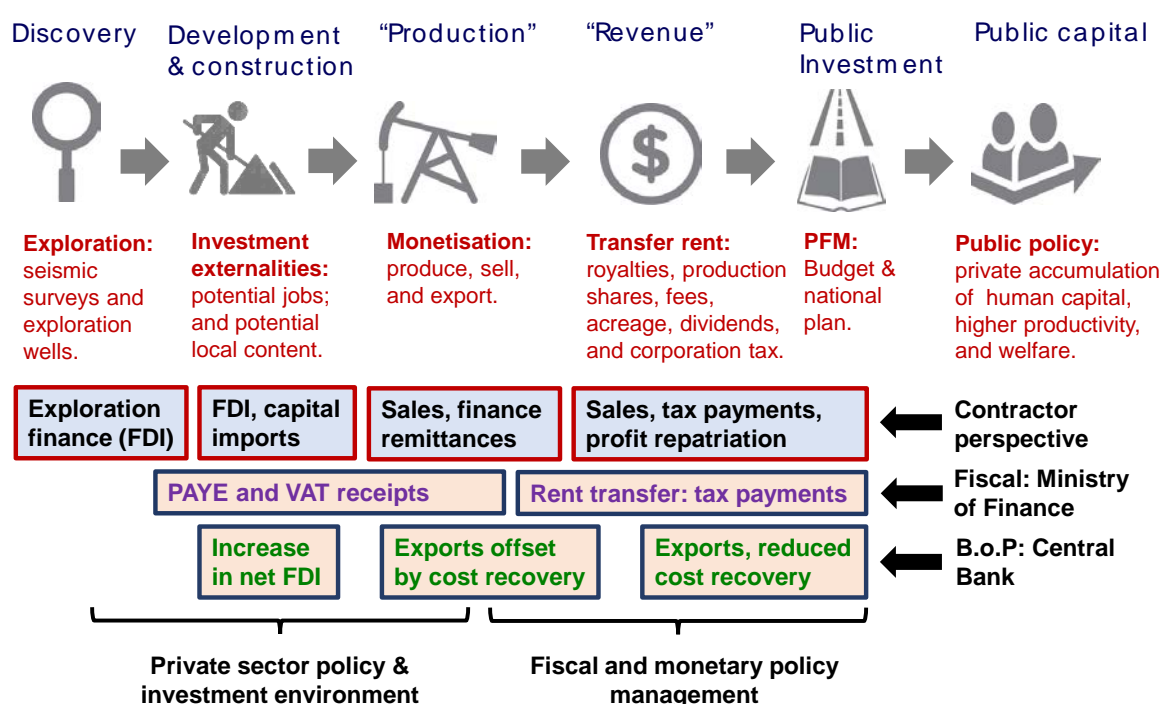 Discovery
Development
& construction
“Production”
“Revenue”
Public
Investment
Public capital
$
Exploration:
seismic
surveys and
exploration
wells.
Investment
externalities:
potential jobs;
and potential
local content.
Monetisation:
produce, sell,
and export.
Transfer rent:
royalties, production
shares, fees,
acreage, dividends,
and corporation tax.
PFM:
Budget &
national
plan.
Public policy:
private accumulation
of human capital,
higher productivity,
and welfare.
Exploration
finance (FDI)
FDI, capital
imports
Sales, finance
remittances
Sales, tax payments,
profit repatriation
Contractor
perspective
PAYE and VAT receipts
Rent transfer: tax payments
Fiscal: Ministry
of Finance
Increase
in net FDI
Exports offset
by cost recovery
Exports, reduced
cost recovery
B.o.P: Central
Bank
Private sector policy &
investment environment
Fiscal and monetary policy
management